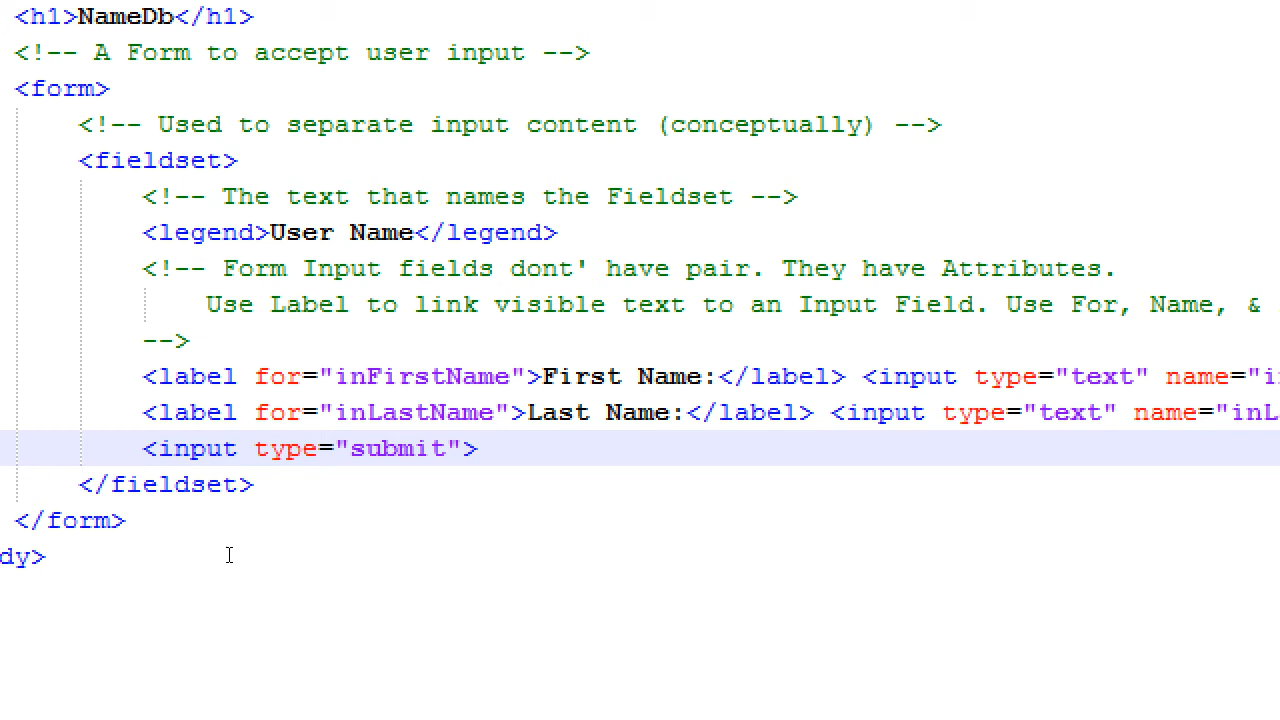 <h1>NameDb</h1>
<!-- A Form to accept user input -->
<form>
<!-- Used to separate input content (conceptually) -->
<fieldset>
<!-- The text that names the Fieldset -->
<legend>User Name</legend>
<!-- Form Input fields dont' have pair. They have Attributes.
Use Label to link visible text to an Input Field. Use For, Name, &
-->
<label for="inFirstName">First Name:</label> <input type="text" name="i
<label for="inLastName">Last Name:</label> <input type="text" name="inL
<input type="submit">
</fieldset>
</form>
dy>